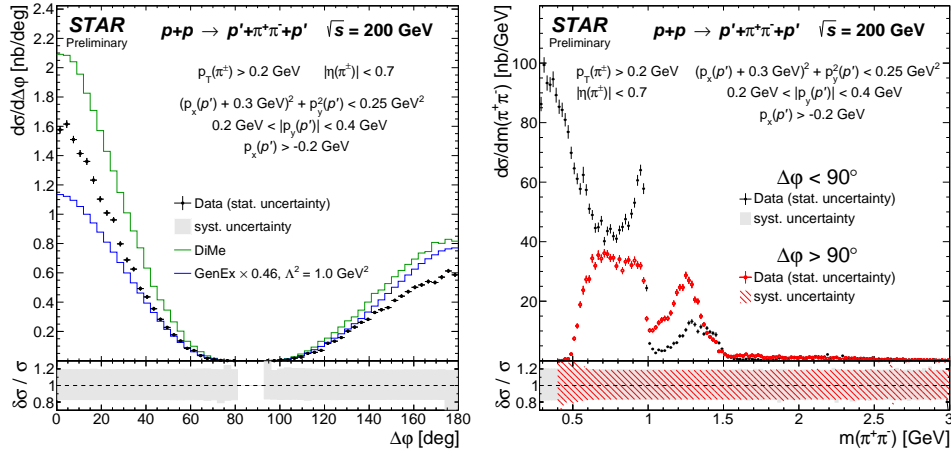 STAR
Preliminary
p+p → p′+π⁺π⁻+p′ √s = 200 GeV
p_T(π±) > 0.2 GeV |η(π±)| < 0.7
(p_x(p′) + 0.3 GeV)² + p_y²(p′) < 0.25 GeV²
0.2 GeV < |p_y(p′)| < 0.4 GeV
p_x(p′) > -0.2 GeV
Data (stat. uncertainty)
syst. uncertainty
DiMe
GenEx × 0.46, Λ² = 1.0 GeV²
dσ/dΔφ [nb/deg]
2.4
2.2
2
1.8
1.6
1.4
1.2
1
0.8
0.6
0.4
0.2
δσ / σ
1.2
1
0.8
0 20 40 60 80 100 120 140 160 180
Δφ [deg]
STAR
Preliminary
p+p → p′+π⁺π⁻+p′ √s = 200 GeV
p_T(π±) > 0.2 GeV (p_x(p′) + 0.3 GeV)² + p_y²(p′) < 0.25 GeV²
|η(π±)| < 0.7 0.2 GeV < |p_y(p′)| < 0.4 GeV
p_x(p′) > -0.2 GeV
Δφ < 90°
Data (stat. uncertainty)
syst. uncertainty
Δφ > 90°
Data (stat. uncertainty)
syst. uncertainty
dσ/dm(π⁺π⁻) [nb/GeV]
100
80
60
40
20
δσ / σ
1.2
1
0.8
0.5 1 1.5 2 2.5 3
m(π⁺π⁻) [GeV]